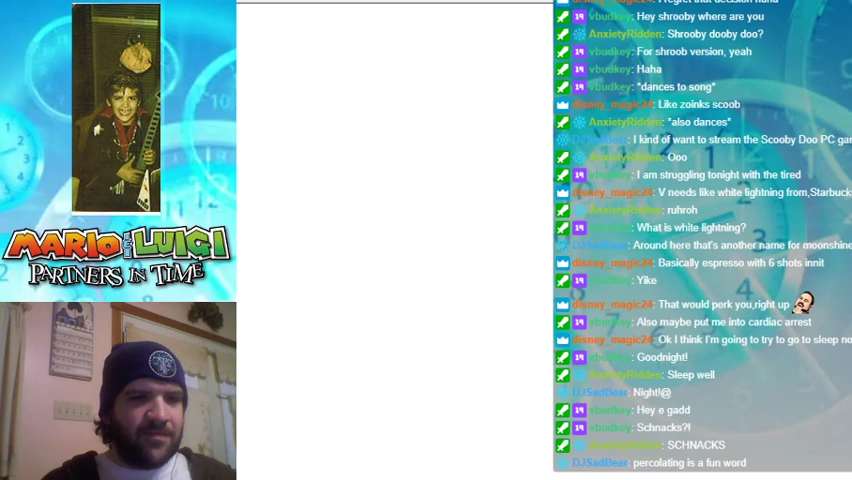 MARIO & LUIGI
PARTNERS IN TIME
vbudkey: Hey shrooby where are you
AnxietyRidden: Shrooby dooby doo?
vbudkey: For shroob version, yeah
vbudkey: Haha
vbudkey: *dances to song*
disney_magic24: Like zoinks scoob
AnxietyRidden: *also dances*
DJSadBear: I kind of want to stream the Scooby Doo PC gam
AnxietyRidden: Ooo
vbudkey: I am struggling tonight with the tired
disney_magic24: V needs like white lightning from,Starbucks
AnxietyRidden: ruhroh
vbudkey: What is white lightning?
DJSadBear: Around here that's another name for moonshine
disney_magic24: Basically espresso with 6 shots innit
vbudkey: Yike
disney_magic24: That would perk you,right up
vbudkey: Also maybe put me into cardiac arrest
disney_magic24: Ok I think I'm going to try to go to sleep no
vbudkey: Goodnight!
AnxietyRidden: Sleep well
DJSadBear: Night!@
vbudkey: Hey e gadd
vbudkey: Schnacks?!
AnxietyRidden: SCHNACKS
DJSadBear: percolating is a fun word